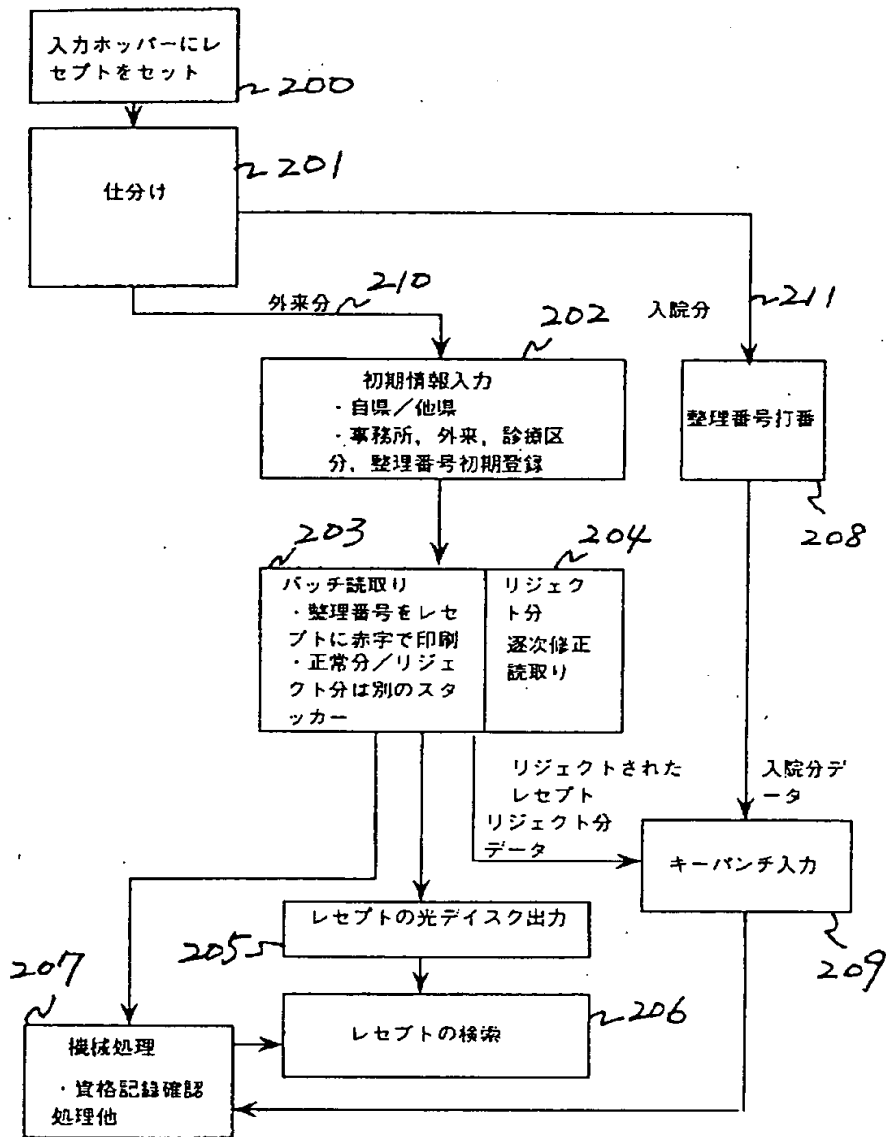 入力ホッパーにレ
セプトをセット
200
仕分け
201
外来分
210
入院分
211
202
初期情報入力
・自県／他県
・事務所，外来，診療区
分，整理番号初期登録
整理番号打番
208
203
204
バッチ読取り
・整理番号をレセ
プトに赤字で印刷
・正常分／リジェ
クト分は別のスタ
ッカー
リジェク
ト分
逐次修正
読取り
リジェクトされた
レセプト
リジェクト分
データ
入院分デ
ータ
キーパンチ入力
209
レセプトの光ディスク出力
205
レセプトの検索
206
207
機械処理
・資格記録確認
処理他